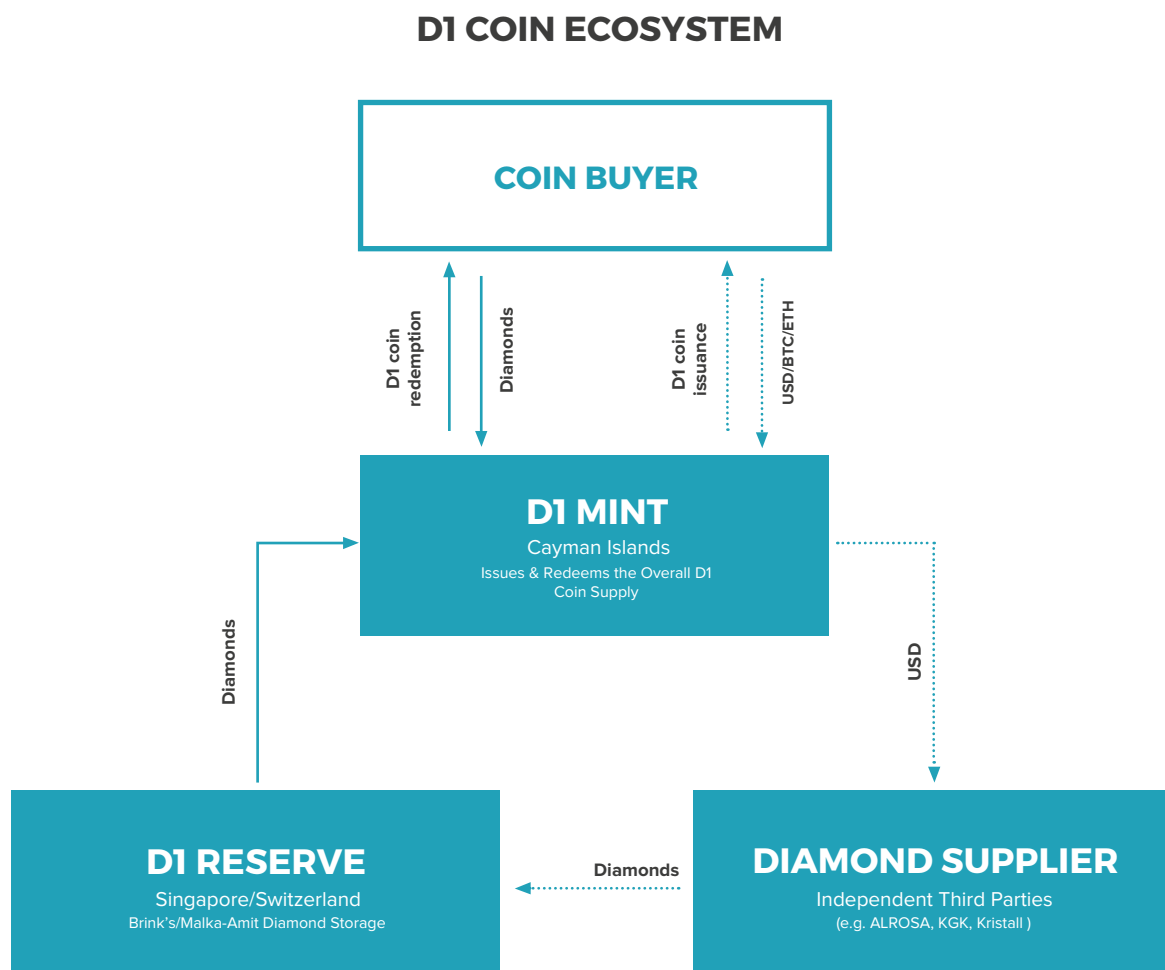 D1 COIN ECOSYSTEM
COIN BUYER
D1 coin
redemption
Diamonds
D1 coin
issuance
USD/BTC/ETH
D1 MINT
Cayman Islands
Issues & Redeems the Overall D1
Coin Supply
Diamonds
USD
D1 RESERVE
Singapore/Switzerland
Brink's/Malka-Amit Diamond Storage
Diamonds
DIAMOND SUPPLIER
Independent Third Parties
(e.g. ALROSA, KGK, Kristall )